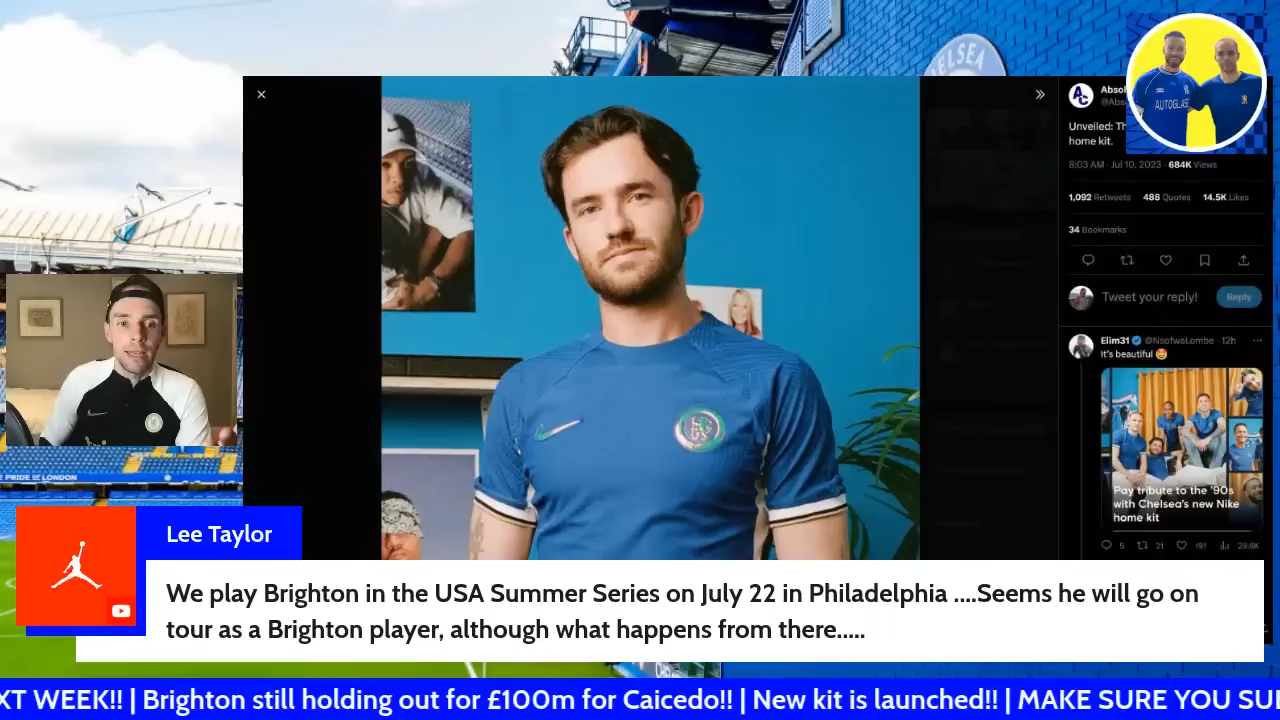 CHELSEA
AUTOGLASS
Unveiled:
home kit.
8:03 AM · Jul 10, 2023 · 684K Views
1,092 Retweets 488 Quotes 14.5K Likes
34 Bookmarks
Tweet your reply! Reply
Elim31 @NsofwaLombe · 12h
It's beautiful 🤩
Pay tribute to the '90s
with Chelsea's new Nike
home kit
5 21 191 29.6K
E PRIDE OF LONDON
Lee Taylor
We play Brighton in the USA Summer Series on July 22 in Philadelphia ....Seems he will go on
tour as a Brighton player, although what happens from there.....
XT WEEK!! | Brighton still holding out for £100m for Caicedo!! | New kit is launched!! | MAKE SURE YOU SU